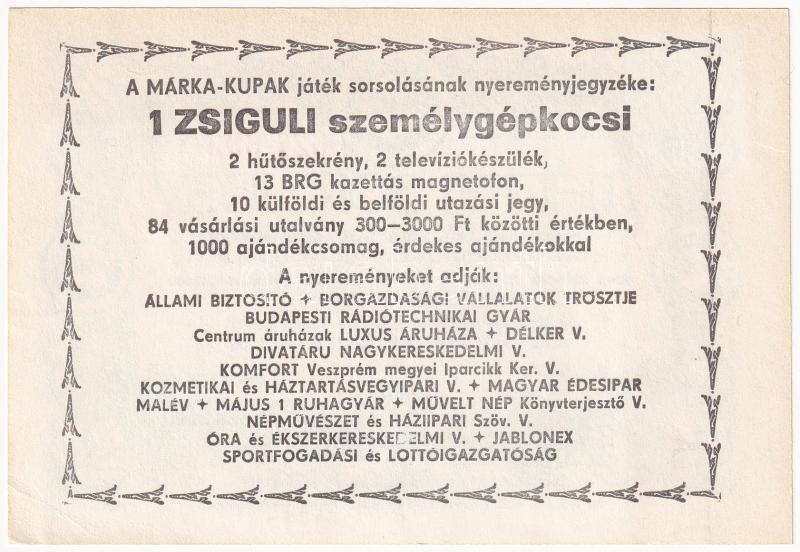 A MÁRKA-KUPAK játék sorsolásának nyereményjegyzéke:
1 ZSIGULI személygépkocsi
2 hűtőszekrény, 2 televíziókészülék,
13 BRG kazettás magnetofon,
10 külföldi és belföldi utazási jegy,
84 vásárlási utalvány 300—3000 Ft közötti értékben,
1000 ajándékcsomag, érdekes ajándékokkal
A nyereményeket adják:
ÁLLAMI BIZTOSÍTÓ ✦ BORGAZDASÁGI VÁLLALATOK TRÖSZTJE
BUDAPESTI RÁDIÓTECHNIKAI GYÁR
Centrum áruházak LUXUS ÁRUHÁZA ✦ DÉLKER V.
DIVATÁRU NAGYKERESKEDELMI V.
KOMFORT Veszprém megyei Iparcikk Ker. V.
KOZMETIKAI és HÁZTARTÁSVEGYIPARI V. ✦ MAGYAR ÉDESIPAR
MALÉV ✦ MÁJUS 1 RUHAGYÁR ✦ MŰVELT NÉP Könyvterjesztő V.
NÉPMŰVÉSZET és HÁZIIPARI Szöv. V.
ÓRA és ÉKSZERKERESKEDELMI V. ✦ JABLONEX
SPORTFOGADÁSI és LOTTÓIGAZGATÓSÁG